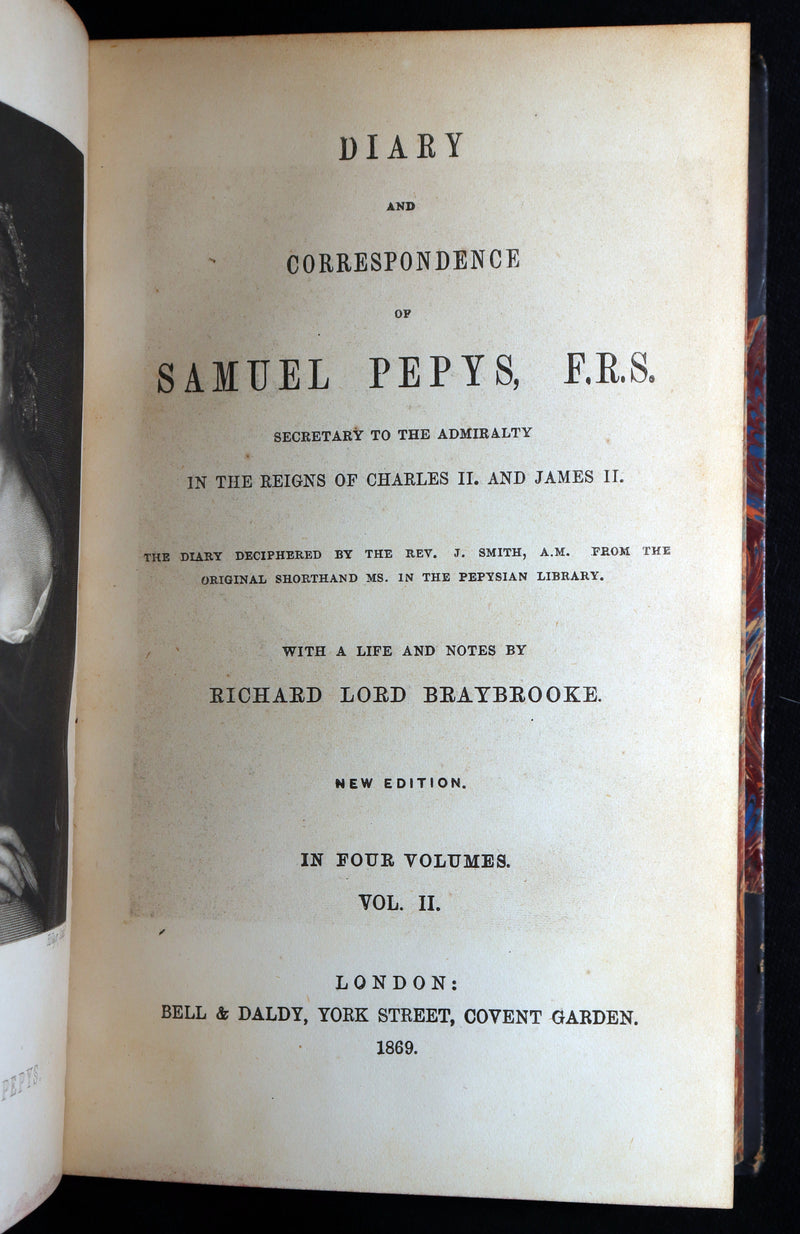 DIARY
AND
CORRESPONDENCE
OF
SAMUEL PEPYS, F.R.S.
SECRETARY TO THE ADMIRALTY
IN THE REIGNS OF CHARLES II. AND JAMES II.
THE DIARY DECIPHERED BY THE REV. J. SMITH, A.M. FROM THE
ORIGINAL SHORTHAND MS. IN THE PEPYSIAN LIBRARY.
WITH A LIFE AND NOTES BY
RICHARD LORD BRAYBROOKE.
NEW EDITION.
IN FOUR VOLUMES.
VOL. II.
LONDON:
BELL & DALDY, YORK STREET, COVENT GARDEN.
1869.
PEPYS.